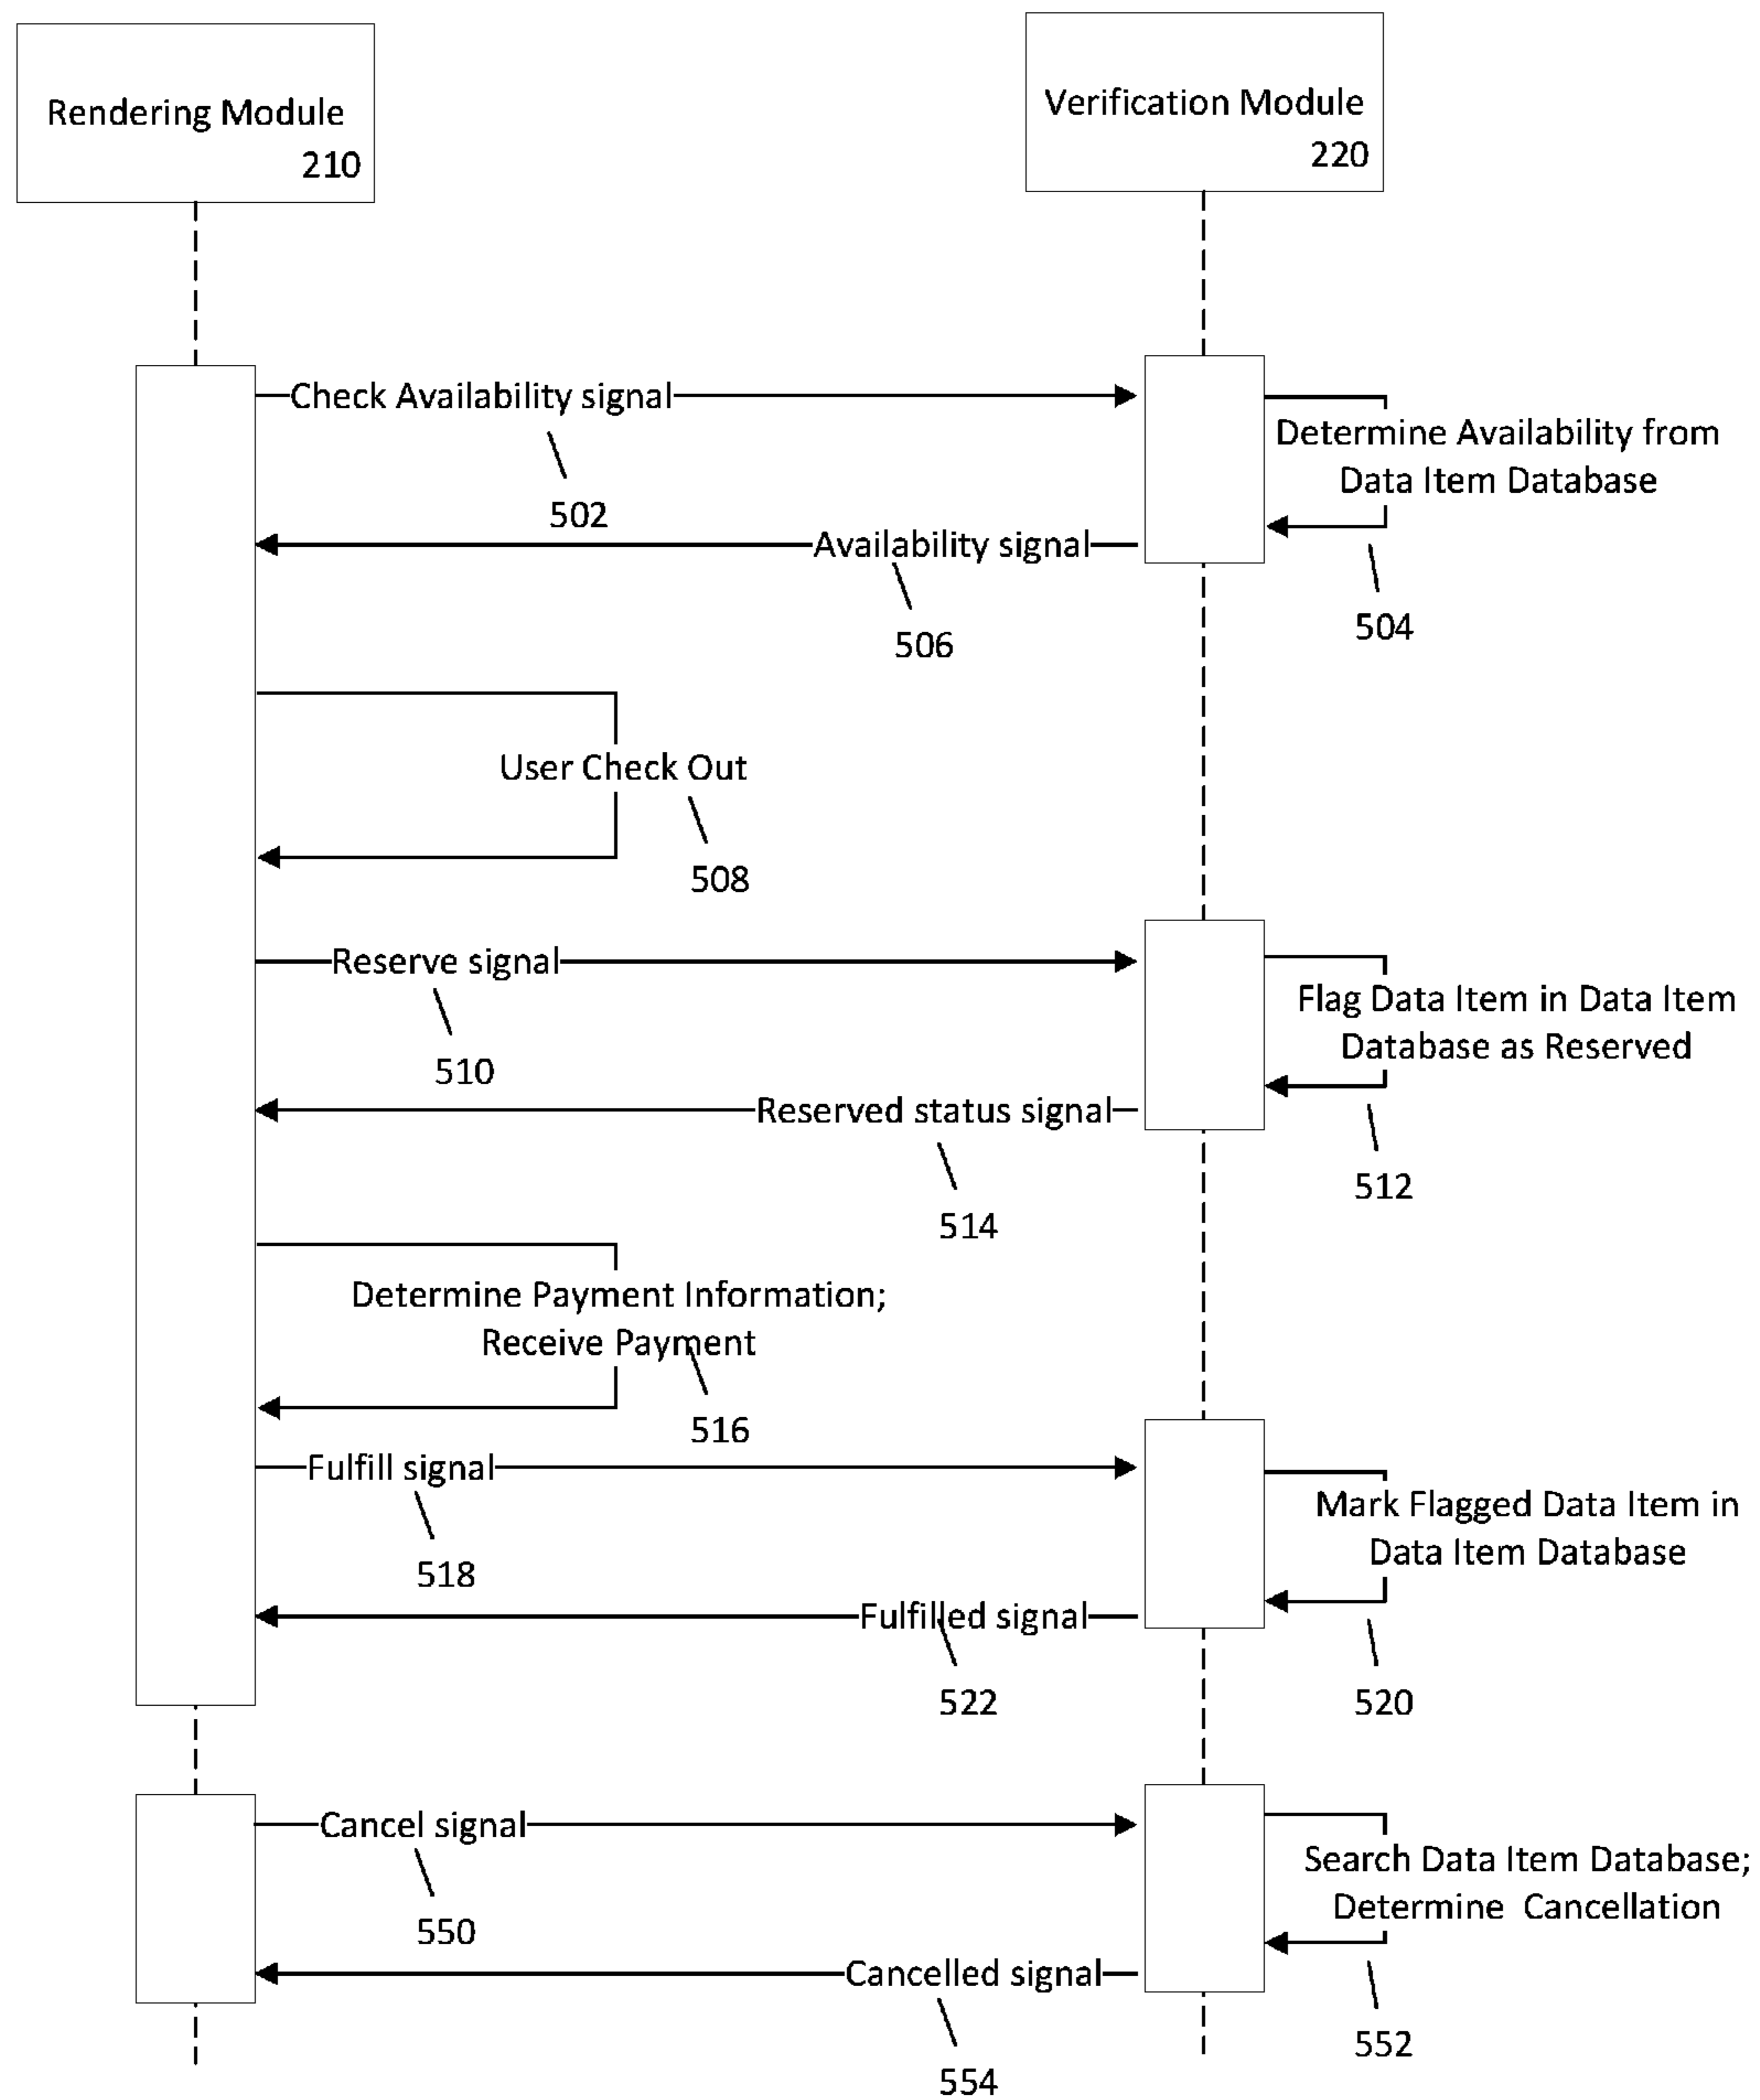 Rendering Module
210
Verification Module
220
Check Availability signal
502
Determine Availability from
Data Item Database
504
Availability signal
506
User Check Out
508
Reserve signal
510
Flag Data Item in Data Item
Database as Reserved
512
Reserved status signal
514
Determine Payment Information;
Receive Payment
516
Fulfill signal
518
Mark Flagged Data Item in
Data Item Database
520
Fulfilled signal
522
Cancel signal
550
Search Data Item Database;
Determine Cancellation
552
Cancelled signal
554